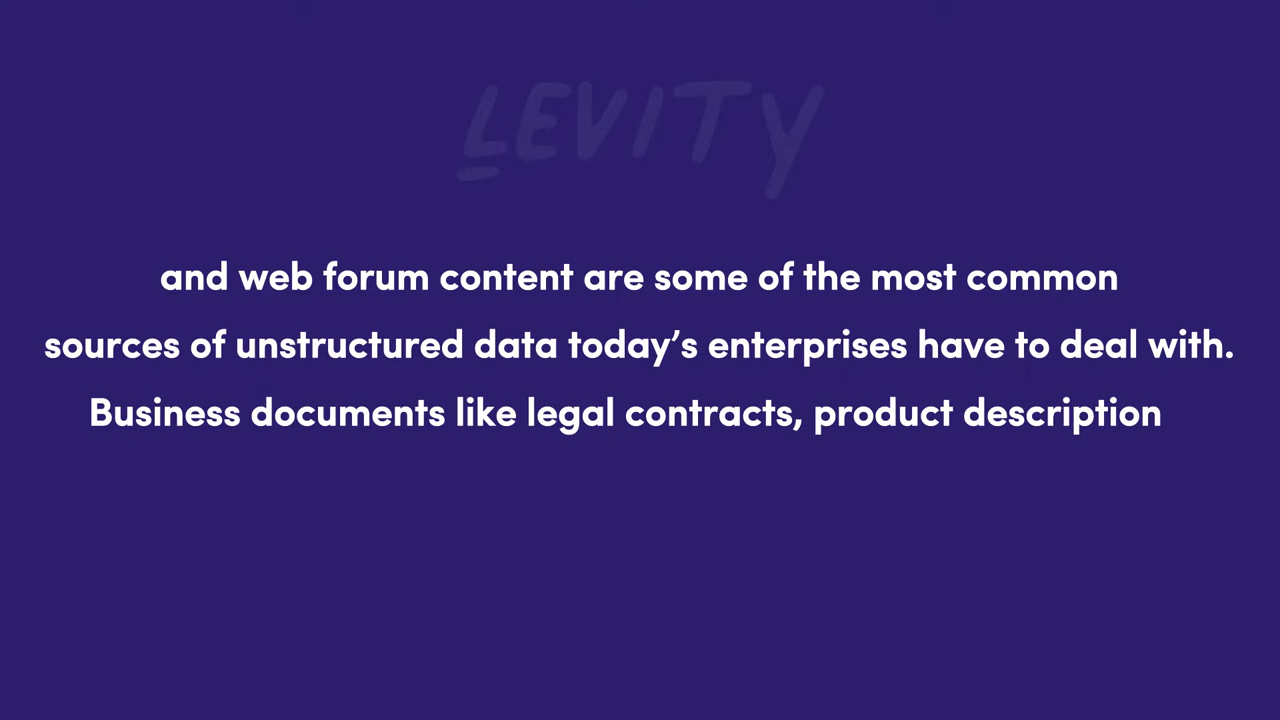 LEVITY
and web forum content are some of the most common
sources of unstructured data today’s enterprises have to deal with.
Business documents like legal contracts, product description